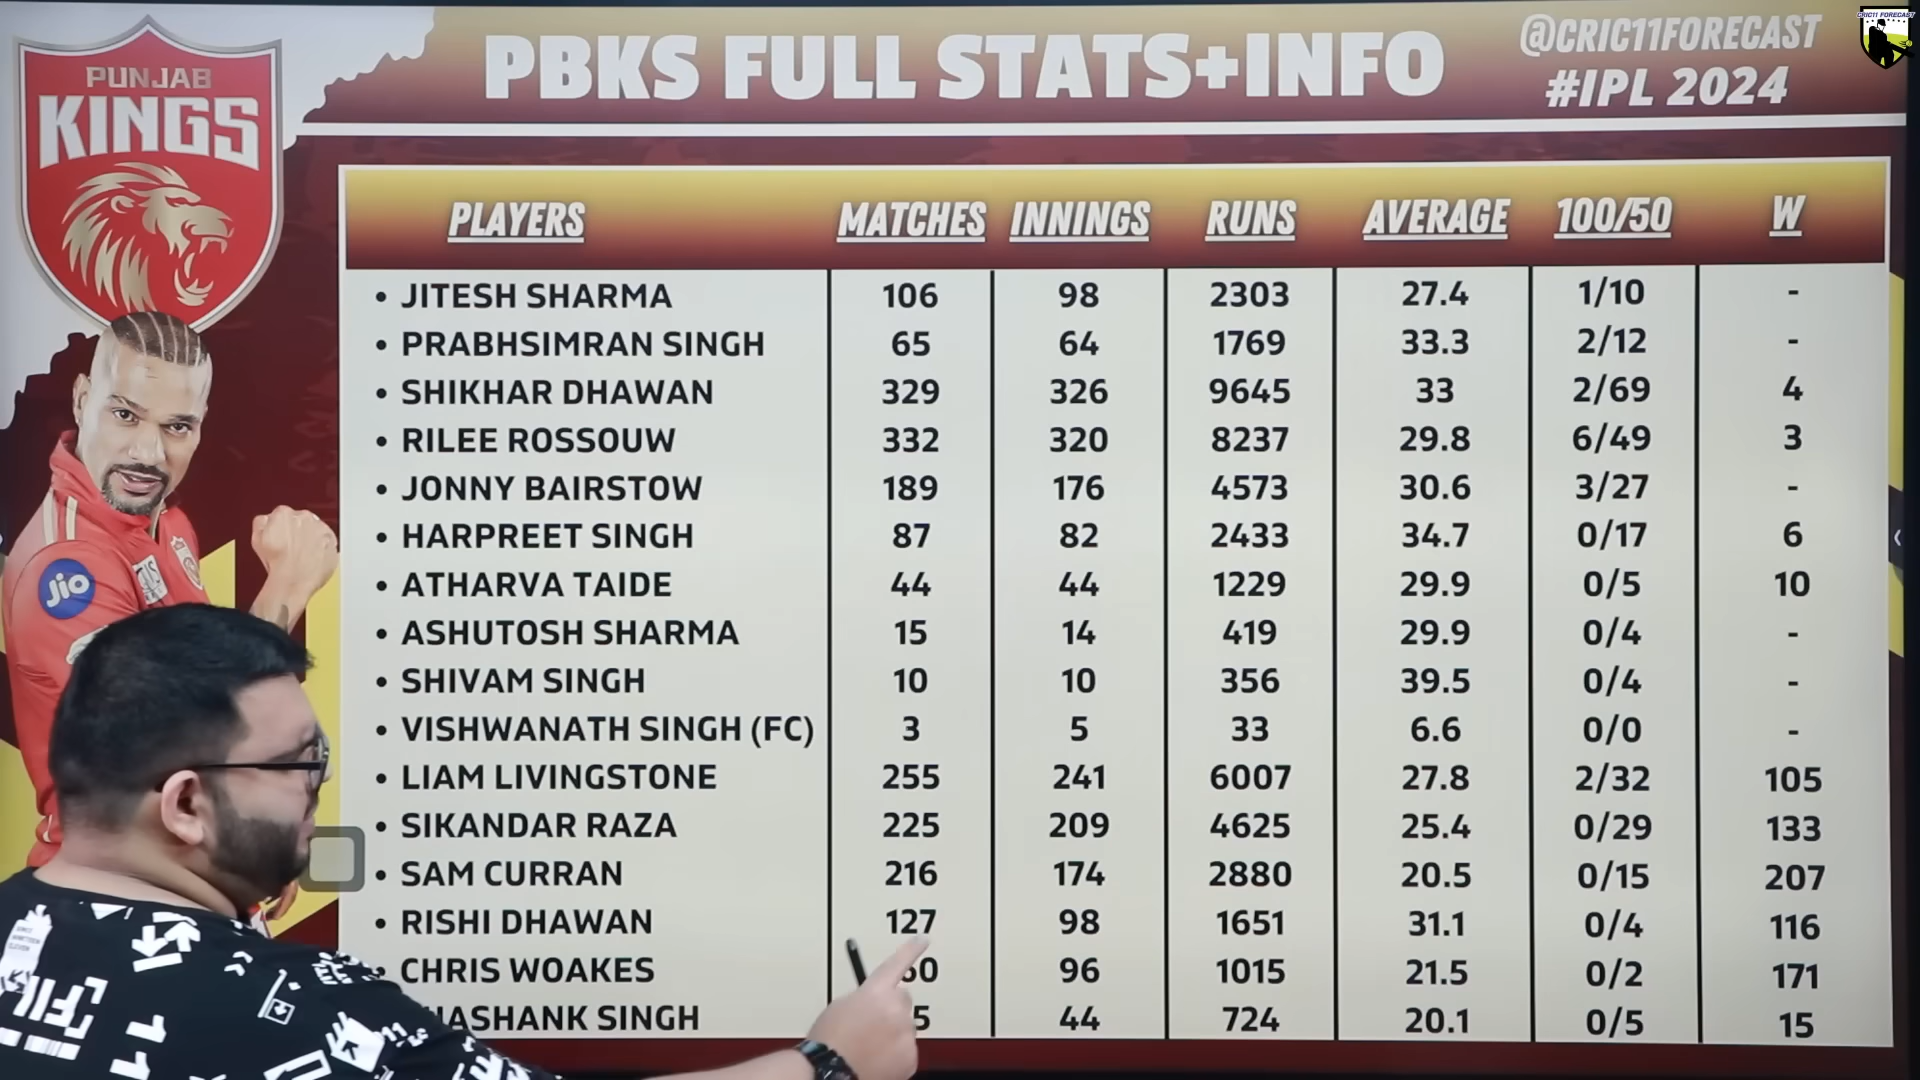 CRIC11 FORECAST
@CRIC11FORECAST
#IPL 2024
PBKS FULL STATS+INFO
PUNJAB
KINGS
PLAYERS MATCHES INNINGS RUNS AVERAGE 100/50 W
• JITESH SHARMA 106 98 2303 27.4 1/10 -
• PRABHSIMRAN SINGH 65 64 1769 33.3 2/12 -
• SHIKHAR DHAWAN 329 326 9645 33 2/69 4
• RILEE ROSSOUW 332 320 8237 29.8 6/49 3
• JONNY BAIRSTOW 189 176 4573 30.6 3/27 -
• HARPREET SINGH 87 82 2433 34.7 0/17 6
• ATHARVA TAIDE 44 44 1229 29.9 0/5 10
• ASHUTOSH SHARMA 15 14 419 29.9 0/4 -
• SHIVAM SINGH 10 10 356 39.5 0/4 -
• VISHWANATH SINGH (FC) 3 5 33 6.6 0/0 -
• LIAM LIVINGSTONE 255 241 6007 27.8 2/32 105
• SIKANDAR RAZA 225 209 4625 25.4 0/29 133
• SAM CURRAN 216 174 2880 20.5 0/15 207
• RISHI DHAWAN 127 98 1651 31.1 0/4 116
• CHRIS WOAKES 96 1015 21.5 0/2 171
SINGH 44 724 20.1 0/5 15
Jio